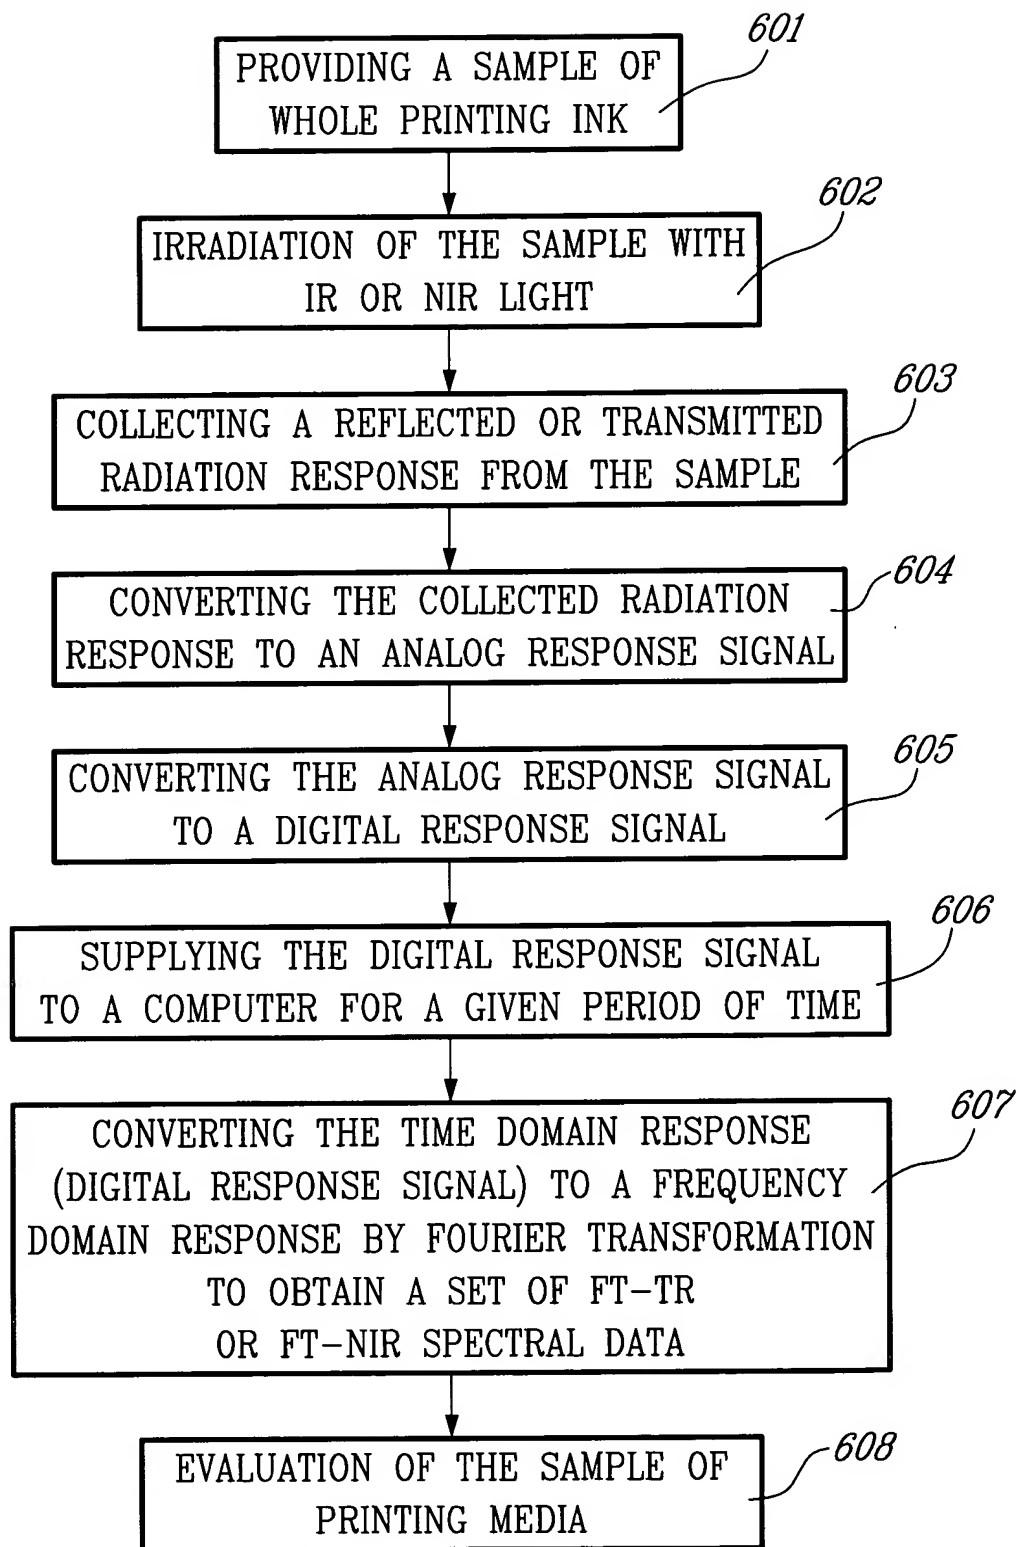 601
PROVIDING A SAMPLE OF
WHOLE PRINTING INK
602
IRRADIATION OF THE SAMPLE WITH
IR OR NIR LIGHT
603
COLLECTING A REFLECTED OR TRANSMITTED
RADIATION RESPONSE FROM THE SAMPLE
604
CONVERTING THE COLLECTED RADIATION
RESPONSE TO AN ANALOG RESPONSE SIGNAL
605
CONVERTING THE ANALOG RESPONSE SIGNAL
TO A DIGITAL RESPONSE SIGNAL
606
SUPPLYING THE DIGITAL RESPONSE SIGNAL
TO A COMPUTER FOR A GIVEN PERIOD OF TIME
607
CONVERTING THE TIME DOMAIN RESPONSE
(DIGITAL RESPONSE SIGNAL) TO A FREQUENCY
DOMAIN RESPONSE BY FOURIER TRANSFORMATION
TO OBTAIN A SET OF FT-TR
OR FT-NIR SPECTRAL DATA
608
EVALUATION OF THE SAMPLE OF
PRINTING MEDIA